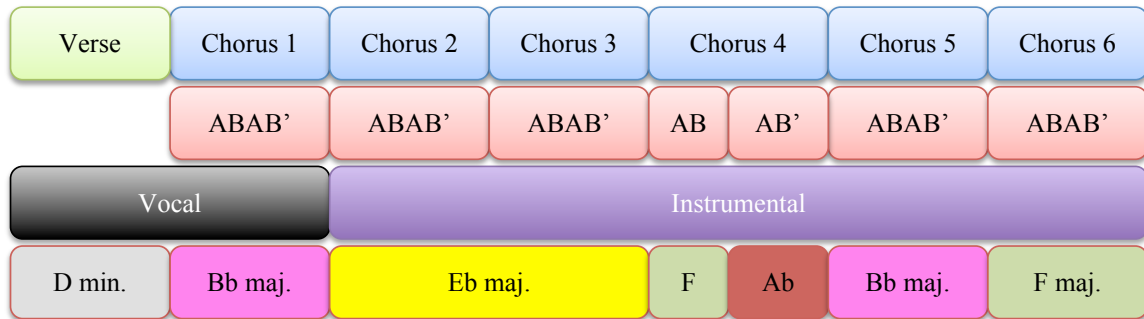 Verse Chorus 1 Chorus 2 Chorus 3 Chorus 4 Chorus 5 Chorus 6
ABAB’ ABAB’ ABAB’ AB AB’ ABAB’ ABAB’
Vocal Instrumental
D min. Bb maj. Eb maj. F Ab Bb maj. F maj.